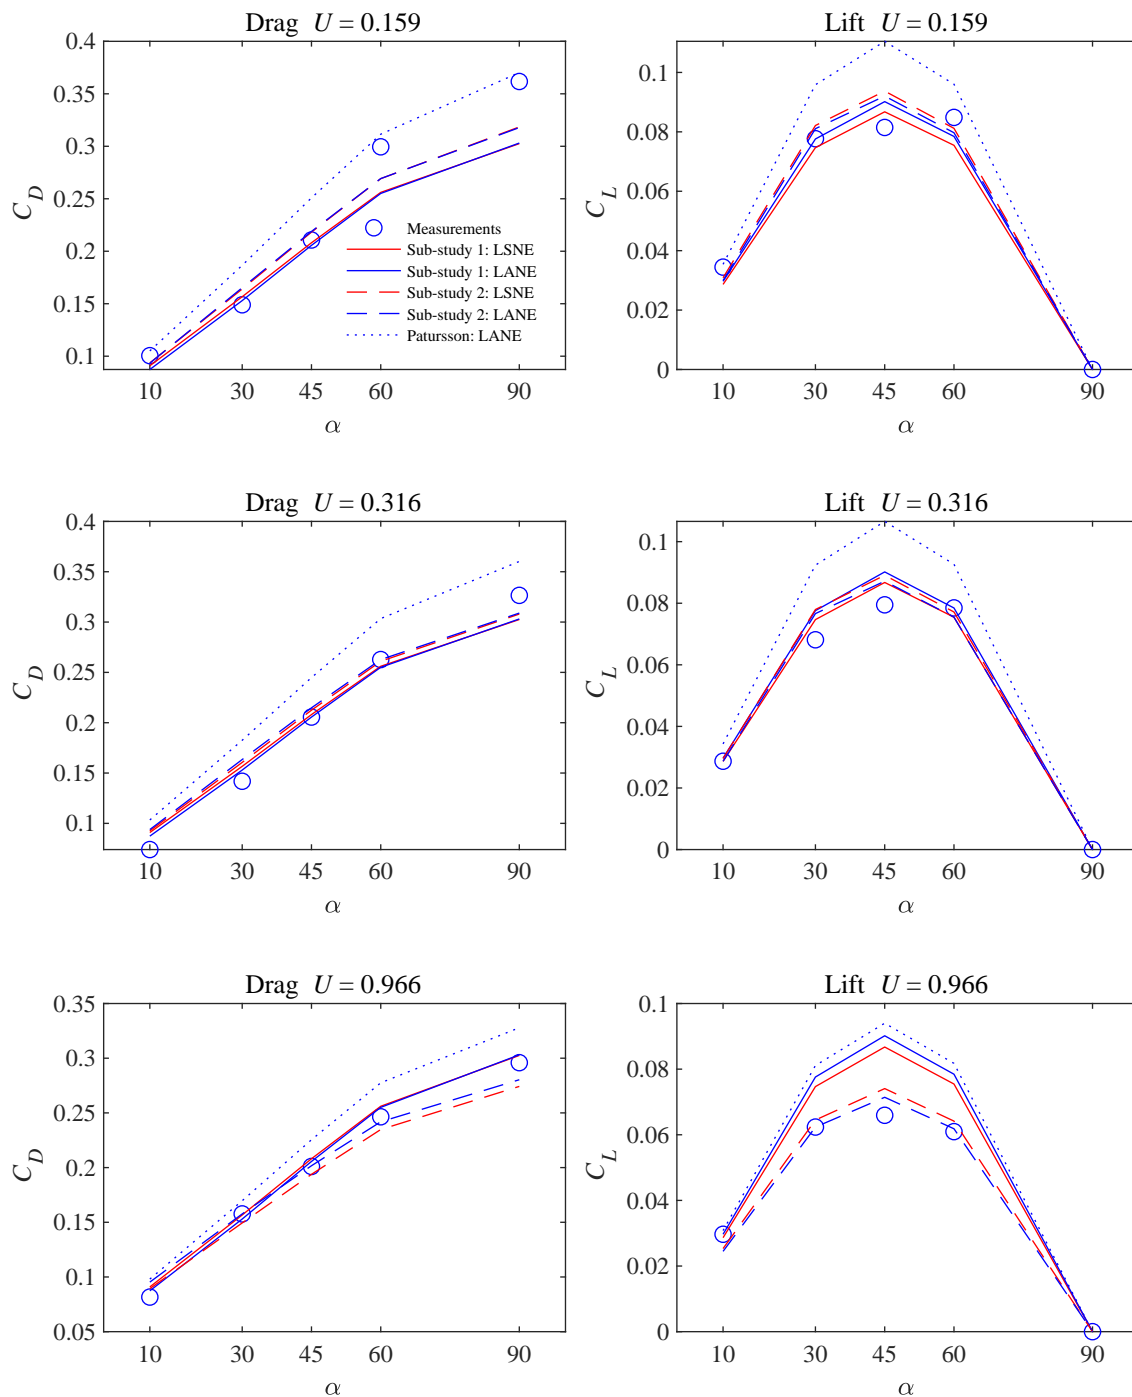 Drag U = 0.159
0.4
0.35
0.3
0.25
0.2
0.15
0.1
C_D
10 30 45 60 90
α
Measurements
Sub-study 1: LSNE
Sub-study 1: LANE
Sub-study 2: LSNE
Sub-study 2: LANE
Patursson: LANE
Lift U = 0.159
0.1
0.08
0.06
0.04
0.02
0
C_L
10 30 45 60 90
α
Drag U = 0.316
0.4
0.35
0.3
0.25
0.2
0.15
0.1
C_D
10 30 45 60 90
α
Lift U = 0.316
0.1
0.08
0.06
0.04
0.02
0
C_L
10 30 45 60 90
α
Drag U = 0.966
0.35
0.3
0.25
0.2
0.15
0.1
0.05
C_D
10 30 45 60 90
α
Lift U = 0.966
0.1
0.08
0.06
0.04
0.02
0
C_L
10 30 45 60 90
α